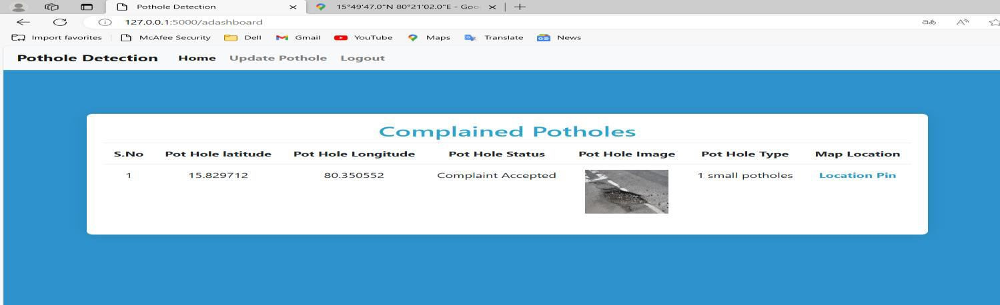 Pothole Detection
15°49'47.0"N 80°21'02.0"E - Goo
127.0.0.1:5000/adashboard
Import favorites McAfee Security Dell Gmail YouTube Maps Translate News
Pothole Detection Home Update Pothole Logout
Complained Potholes
S.No Pot Hole latitude Pot Hole Longitude Pot Hole Status Pot Hole Image Pot Hole Type Map Location
1 15.829712 80.350552 Complaint Accepted 1 small potholes Location Pin